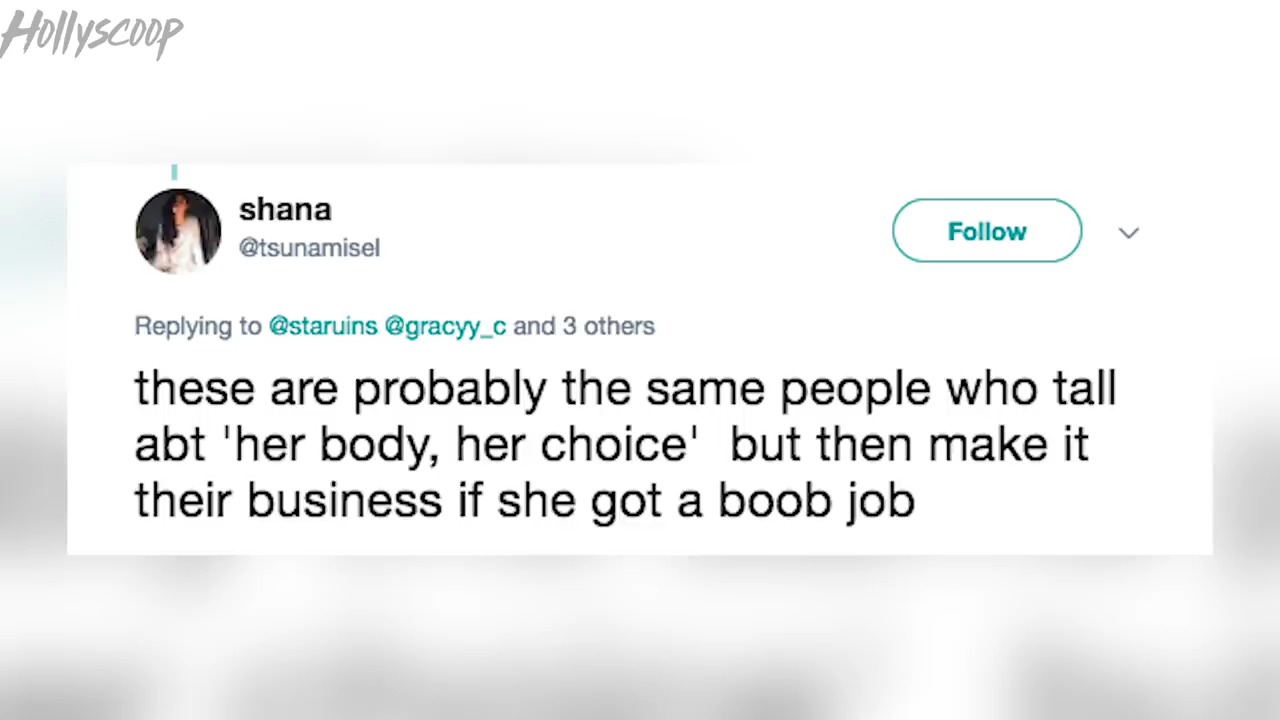 Hollyscoop
shana
@tsunamisel
Follow
Replying to @staruins @gracyy_c and 3 others
these are probably the same people who tall
abt 'her body, her choice'  but then make it
their business if she got a boob job